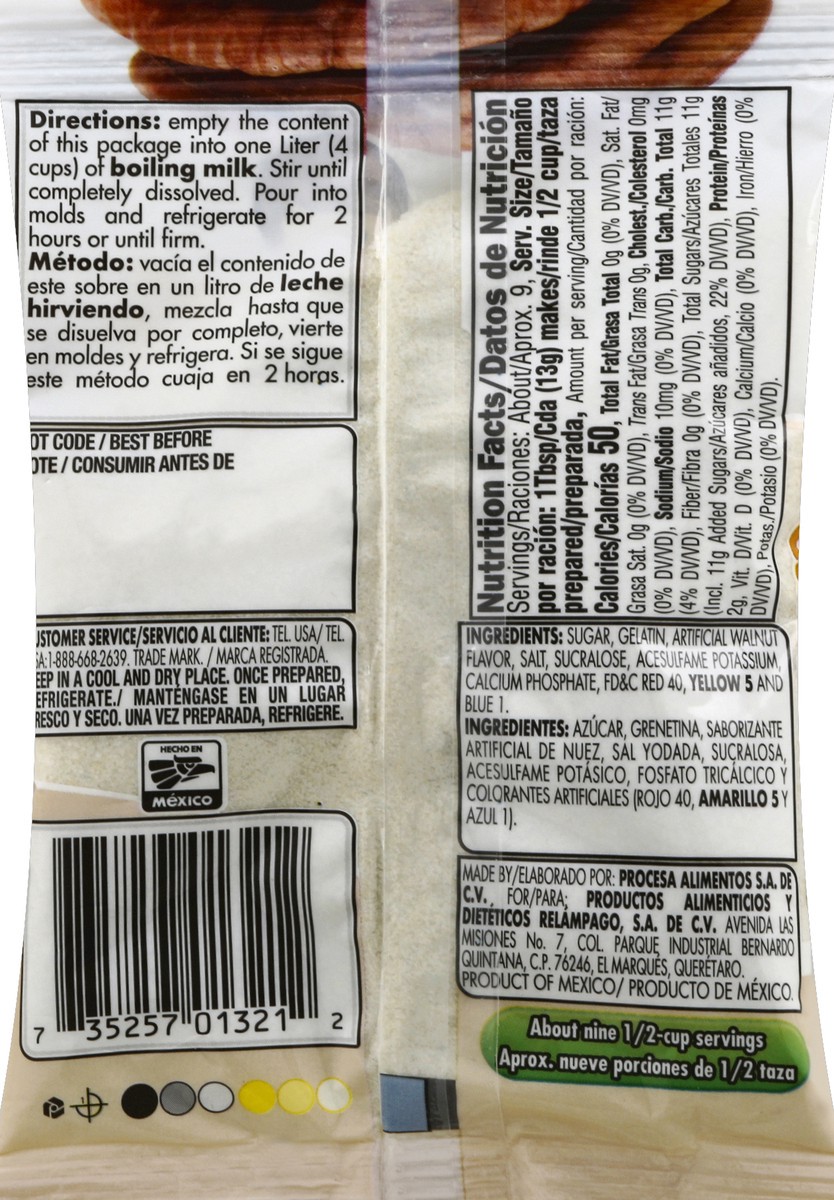 Directions: empty the content
of this package into one Liter (4
cups) of boiling milk. Stir until
completely dissolved. Pour into
molds and refrigerate for 2
hours or until firm.
Método: vacía el contenido de
este sobre en un litro de leche
hirviendo, mezcla hasta que
se disuelva por completo, vierte
en moldes y refrigera. Si se sigue
este método cuaja en 2 horas.
OT CODE / BEST BEFORE
OTE / CONSUMIR ANTES DE
USTOMER SERVICE/SERVICIO AL CLIENTE: TEL. USA/ TEL.
SA:1-888-668-2639. TRADE MARK. / MARCA REGISTRADA.
EEP IN A COOL AND DRY PLACE. ONCE PREPARED,
EFRIGERATE./ MANTÉNGASE EN UN LUGAR
RESCO Y SECO. UNA VEZ PREPARADA, REFRIGERE.
HECHO EN
MéXICO
7 35257 01321 2
Nutrition Facts/Datos de Nutrición
Servings/Raciones: About/Aprox. 9, Serv. Size/Tamaño
por ración: 1Tbsp/Cda (13g) makes/rinde 1/2 cup/taza
prepared/preparada, Amount per serving/Cantidad por ración:
Calories/Calorías 50, Total Fat/Grasa Total 0g (0% DV/VD), Sat. Fat/
Grasa Sat. 0g (0% DV/VD), Trans Fat/Grasa Trans 0g, Cholest./Colesterol 0mg
(0% DV/VD), Sodium/Sodio 10mg (0% DV/VD), Total Carb./Carb. Total 11g
(4% DV/VD), Fiber/Fibra 0g (0% DV/VD), Total Sugars/Azúcares Totales 11g
(Incl. 11g Added Sugars/Azúcares añadidos, 22% DV/VD), Protein/Proteínas
2g, Vit. D/Vit. D (0% DV/VD), Calcium/Calcio (0% DV/VD), Iron/Hierro (0%
DV/VD), Potas./Potasio (0% DV/VD).
INGREDIENTS: SUGAR, GELATIN, ARTIFICIAL WALNUT
FLAVOR, SALT, SUCRALOSE, ACESULFAME POTASSIUM,
CALCIUM PHOSPHATE, FD&C RED 40, YELLOW 5 AND
BLUE 1.
INGREDIENTES: AZÚCAR, GRENETINA, SABORIZANTE
ARTIFICIAL DE NUEZ, SAL YODADA, SUCRALOSA,
ACESULFAME POTÁSICO, FOSFATO TRICÁLCICO Y
COLORANTES ARTIFICIALES (ROJO 40, AMARILLO 5 Y
AZUL 1).
MADE BY/ELABORADO POR: PROCESA ALIMENTOS S.A. DE
C.V. FOR/PARA; PRODUCTOS ALIMENTICIOS Y
DIETÉTICOS RELÁMPAGO, S.A. DE C.V. AVENIDA LAS
MISIONES No. 7, COL. PARQUE INDUSTRIAL BERNARDO
QUINTANA, C.P. 76246, EL MARQUÉS, QUERÉTARO.
PRODUCT OF MEXICO/ PRODUCTO DE MÉXICO.
About nine 1/2-cup servings
Aprox. nueve porciones de 1/2 taza